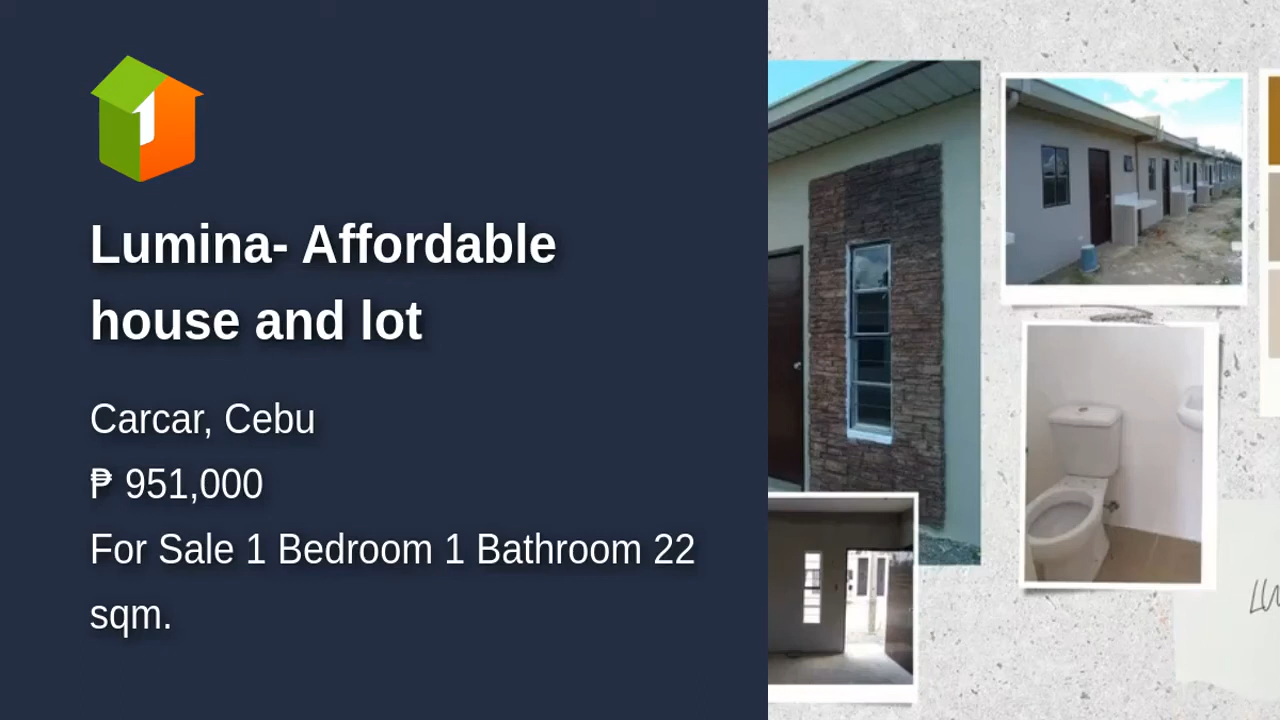 Lumina- Affordable
house and lot
Carcar, Cebu
₱ 951,000
For Sale 1 Bedroom 1 Bathroom 22
sqm.